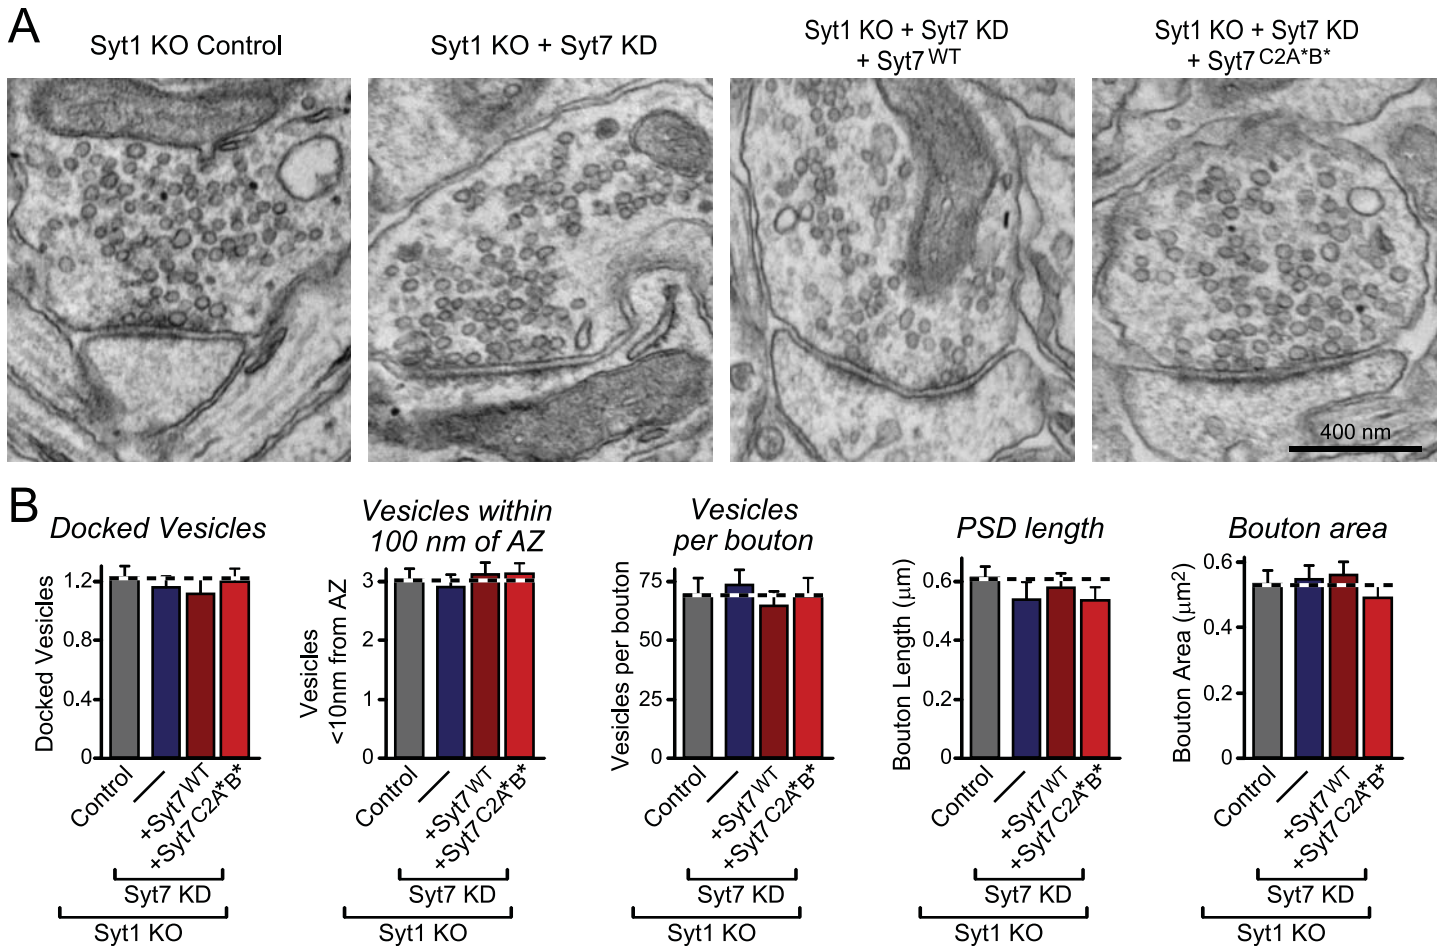 A
Syt1 KO Control
Syt1 KO + Syt7 KD
Syt1 KO + Syt7 KD
+ Syt7 WT
Syt1 KO + Syt7 KD
+ Syt7 C2A*B*
400 nm
B
Docked Vesicles
Docked Vesicles
1.2
0.8
0.4
0
Control
+Syt7 WT
+Syt7 C2A*B*
Syt7 KD
Syt1 KO
Vesicles within
100 nm of AZ
Vesicles
<10nm from AZ
3
2
1
0
Control
+Syt7 WT
+Syt7 C2A*B*
Syt7 KD
Syt1 KO
Vesicles
per bouton
Vesicles per bouton
75
50
25
0
Control
+Syt7 WT
+Syt7 C2A*B*
Syt7 KD
Syt1 KO
PSD length
Bouton Length (μm)
0.6
0.4
0.2
0
Control
+Syt7 WT
+Syt7 C2A*B*
Syt7 KD
Syt1 KO
Bouton area
Bouton Area (μm²)
0.6
0.4
0.2
0
Control
+Syt7 WT
+Syt7 C2A*B*
Syt7 KD
Syt1 KO